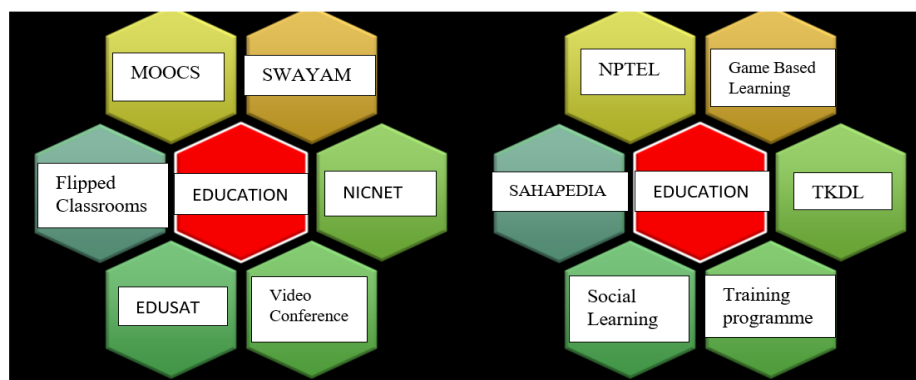 MOOCS
SWAYAM
Flipped
Classrooms
EDUCATION
NICNET
EDUSAT
Video
Conference
NPTEL
Game Based
Learning
SAHAPEDIA
EDUCATION
TKDL
Social
Learning
Training
programme